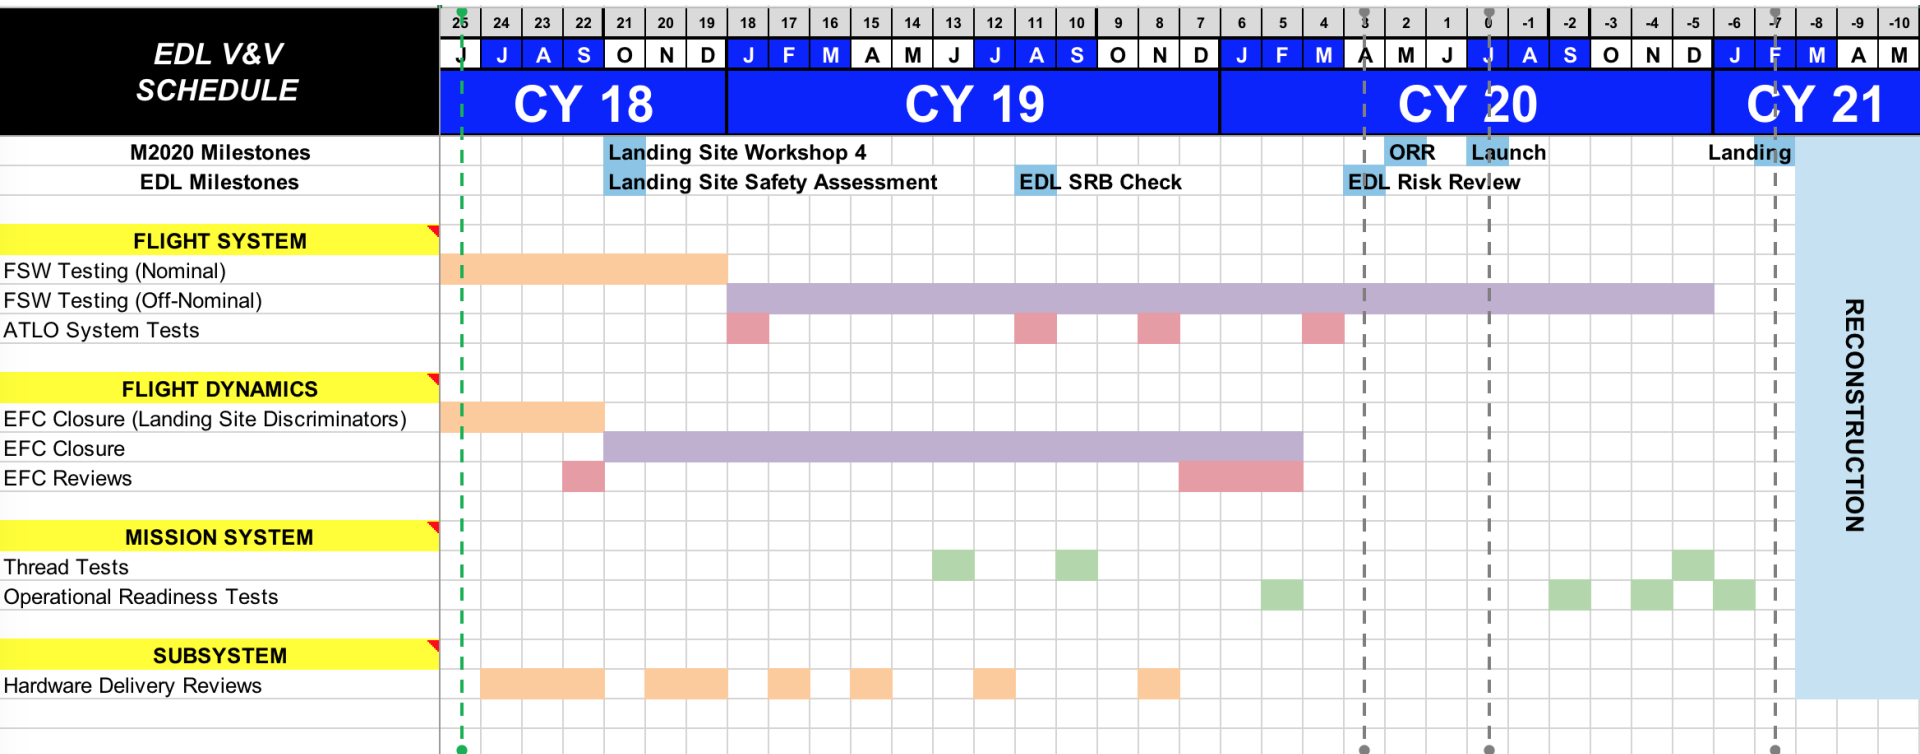 EDL V&V
SCHEDULE
25 24 23 22 21 20 19 18 17 16 15 14 13 12 11 10 9 8 7 6 5 4 3 2 1 0 -1 -2 -3 -4 -5 -6 -7 -8 -9 -10
J J A S O N D J F M A M J J A S O N D J F M A M J J A S O N D J F M A M
CY 18 CY 19 CY 20 CY 21
M2020 Milestones Landing Site Workshop 4 ORR Launch Landing
EDL Milestones Landing Site Safety Assessment EDL SRB Check EDL Risk Review
FLIGHT SYSTEM
FSW Testing (Nominal)
FSW Testing (Off-Nominal)
ATLO System Tests
FLIGHT DYNAMICS
EFC Closure (Landing Site Discriminators)
EFC Closure
EFC Reviews
MISSION SYSTEM
Thread Tests
Operational Readiness Tests
SUBSYSTEM
Hardware Delivery Reviews
RECONSTRUCTION